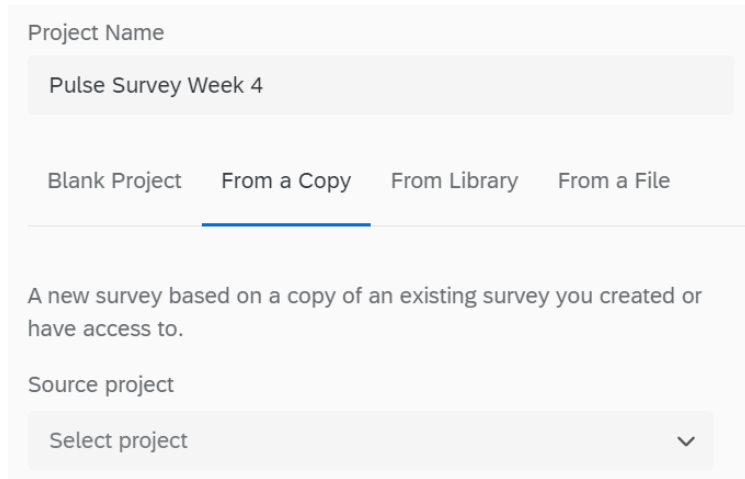 Project Name
Pulse Survey Week 4
Blank Project From a Copy From Library From a File
A new survey based on a copy of an existing survey you created or
have access to.
Source project
Select project